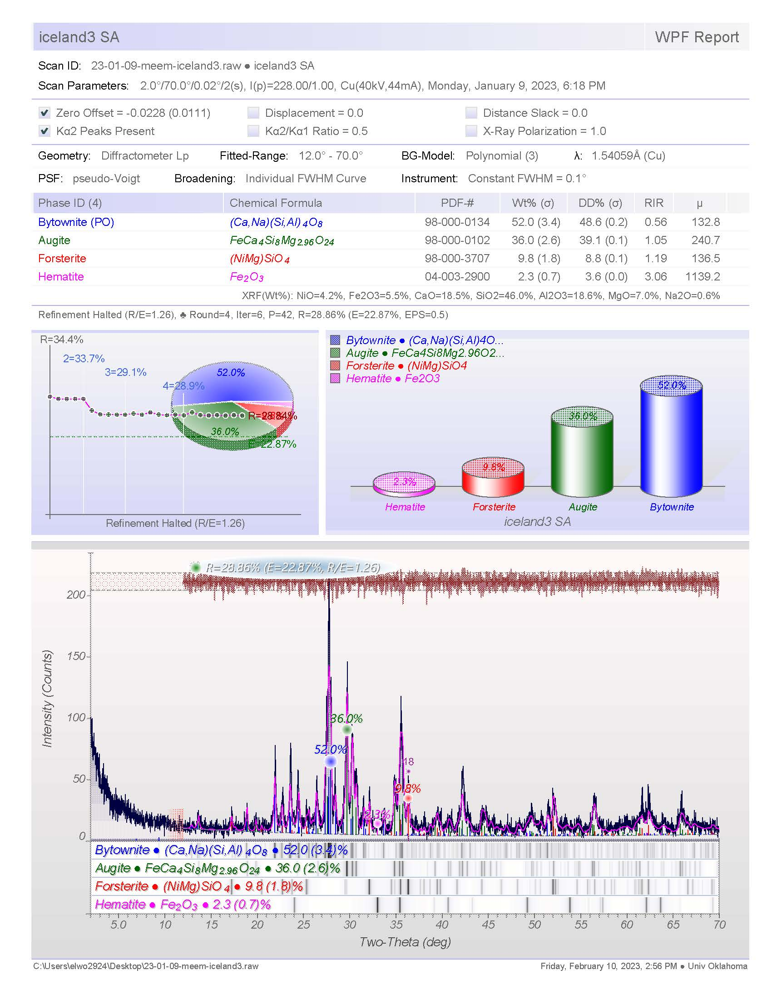 iceland3 SA WPF Report
Scan ID: 23-01-09-meem-iceland3.raw ● iceland3 SA
Scan Parameters: 2.0°/70.0°/0.02°/2(s), I(p)=228.00/1.00, Cu(40kV,44mA), Monday, January 9, 2023, 6:18 PM
Zero Offset = -0.0228 (0.0111) Displacement = 0.0 Distance Slack = 0.0
Kα2 Peaks Present Kα2/Kα1 Ratio = 0.5 X-Ray Polarization = 1.0
Geometry: Diffractometer Lp Fitted-Range: 12.0° - 70.0° BG-Model: Polynomial (3) λ: 1.54059Å (Cu)
PSF: pseudo-Voigt Broadening: Individual FWHM Curve Instrument: Constant FWHM = 0.1°
Phase ID (4) Chemical Formula PDF-# Wt% (σ) DD% (σ) RIR μ
Bytownite (PO) (Ca,Na)(Si,Al)4O8 98-000-0134 52.0 (3.4) 48.6 (0.2) 0.56 132.8
Augite FeCa4Si8Mg2.96O24 98-000-0102 36.0 (2.6) 39.1 (0.1) 1.05 240.7
Forsterite (NiMg)SiO4 98-000-3707 9.8 (1.8) 8.8 (0.1) 1.19 136.5
Hematite Fe2O3 04-003-2900 2.3 (0.7) 3.6 (0.0) 3.06 1139.2
XRF(Wt%): NiO=4.2%, Fe2O3=5.5%, CaO=18.5%, SiO2=46.0%, Al2O3=18.6%, MgO=7.0%, Na2O=0.6%
Refinement Halted (R/E=1.26), ♣ Round=4, Iter=6, P=42, R=28.86% (E=22.87%, EPS=0.5)
R=34.4%
2=33.7%
3=29.1%
4=28.9%
52.0%
R=28.84%
36.0%
E=22.87%
Refinement Halted (R/E=1.26)
Bytownite ● (Ca,Na)(Si,Al)4O...
Augite ● FeCa4Si8Mg2.96O2...
Forsterite ● (NiMg)SiO4
Hematite ● Fe2O3
52.0%
36.0%
9.8%
2.3%
Hematite Forsterite Augite Bytownite
iceland3 SA
R=28.86% (E=22.87%, R/E=1.26)
200
150
100
50
0
Intensity (Counts)
36.0%
52.0%
18
9.8%
2.3%
Bytownite ● (Ca,Na)(Si,Al)4O8 ● 52.0 (3.4)%
Augite ● FeCa4Si8Mg2.96O24 ● 36.0 (2.6)%
Forsterite ● (NiMg)SiO4 ● 9.8 (1.8)%
Hematite ● Fe2O3 ● 2.3 (0.7)%
5.0 10 15 20 25 30 35 40 45 50 55 60 65 70
Two-Theta (deg)
C:\Users\elwo2924\Desktop\23-01-09-meem-iceland3.raw Friday, February 10, 2023, 2:56 PM ● Univ Oklahoma